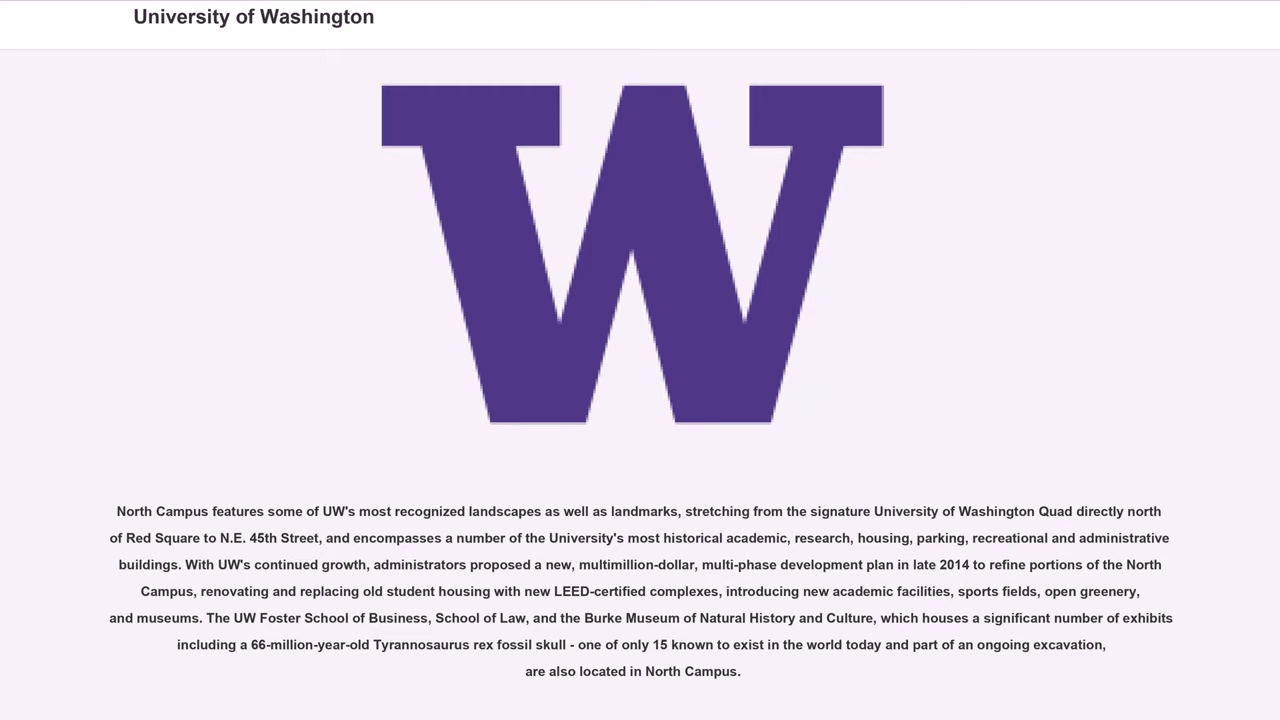 University of Washington
W
North Campus features some of UW's most recognized landscapes as well as landmarks, stretching from the signature University of Washington Quad directly north
of Red Square to N.E. 45th Street, and encompasses a number of the University's most historical academic, research, housing, parking, recreational and administrative
buildings. With UW's continued growth, administrators proposed a new, multimillion-dollar, multi-phase development plan in late 2014 to refine portions of the North
Campus, renovating and replacing old student housing with new LEED-certified complexes, introducing new academic facilities, sports fields, open greenery,
and museums. The UW Foster School of Business, School of Law, and the Burke Museum of Natural History and Culture, which houses a significant number of exhibits
including a 66-million-year-old Tyrannosaurus rex fossil skull - one of only 15 known to exist in the world today and part of an ongoing excavation,
are also located in North Campus.